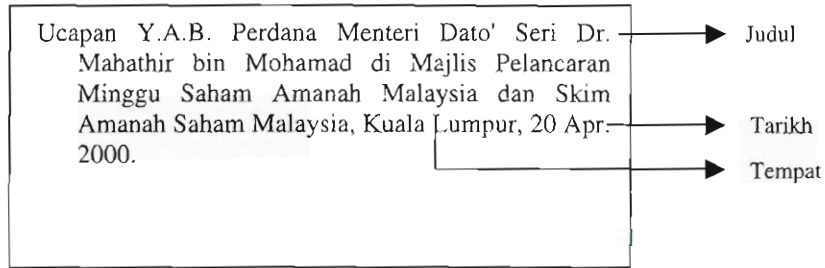 Ucapan Y.A.B. Perdana Menteri Dato' Seri Dr.
Mahathir bin Mohamad di Majlis Pelancaran
Minggu Saham Amanah Malaysia dan Skim
Amanah Saham Malaysia, Kuala Lumpur, 20 Apr.
2000.
Judul
Tarikh
Tempat